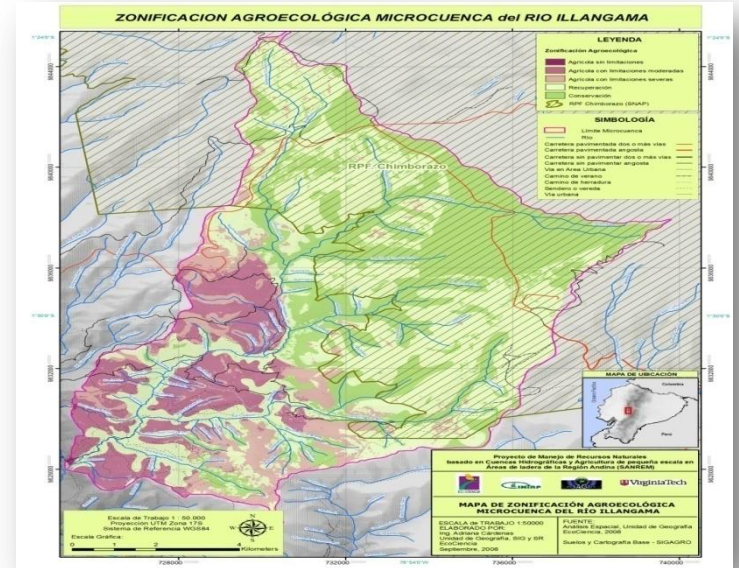 ZONIFICACION AGROECOLÓGICA MICROCUENCA del RIO ILLANGAMA
LEYENDA
Zonificación Agroecológica
Agrícola sin limitaciones
Agrícola con limitaciones moderadas
Agrícola con limitaciones severas
Recuperación
Conservación
RPF Chimborazo (SNAP)
SIMBOLOGÍA
Límite Microcuenca
Río
Carretera pavimentada dos o más vías
Carretera pavimentada angosta
Carretera sin pavimentar dos o más vías
Carretera sin pavimentar angosta
Vía en Area Urbana
Camino de verano
Camino de herradura
Sendero o vereda
Vía urbana
RPF Chimborazo
MAPA DE UBICACIÓN
Colombia
Perú
Proyecto de Manejo de Recursos Naturales
basado en Cuencas Hidrográficas y Agricultura de pequeña escala en
Áreas de ladera de la Región Andina (SANREM)
INIAP
VirginiaTech
MAPA DE ZONIFICACIÓN AGROECOLÓGICA
MICROCUENCA DEL RÍO ILLANGAMA
ESCALA de TRABAJO 1:50000
ELABORADO POR:
Ing. Adriana Cárdenas
Unidad de Geografía, SIG y SR
EcoCiencia
Septiembre, 2008
FUENTE:
Análisis Espacial, Unidad de Geografía
EcoCiencia, 2008
Suelos y Cartografía Base - SIGAGRO
Escala de Trabajo 1 : 50.000
Proyección UTM Zona 17S
Sistema de Referencia WGS84
Escala Gráfica:
0 1 2 4
Kilometers
N
W E
S
728000 732000 736000 740000